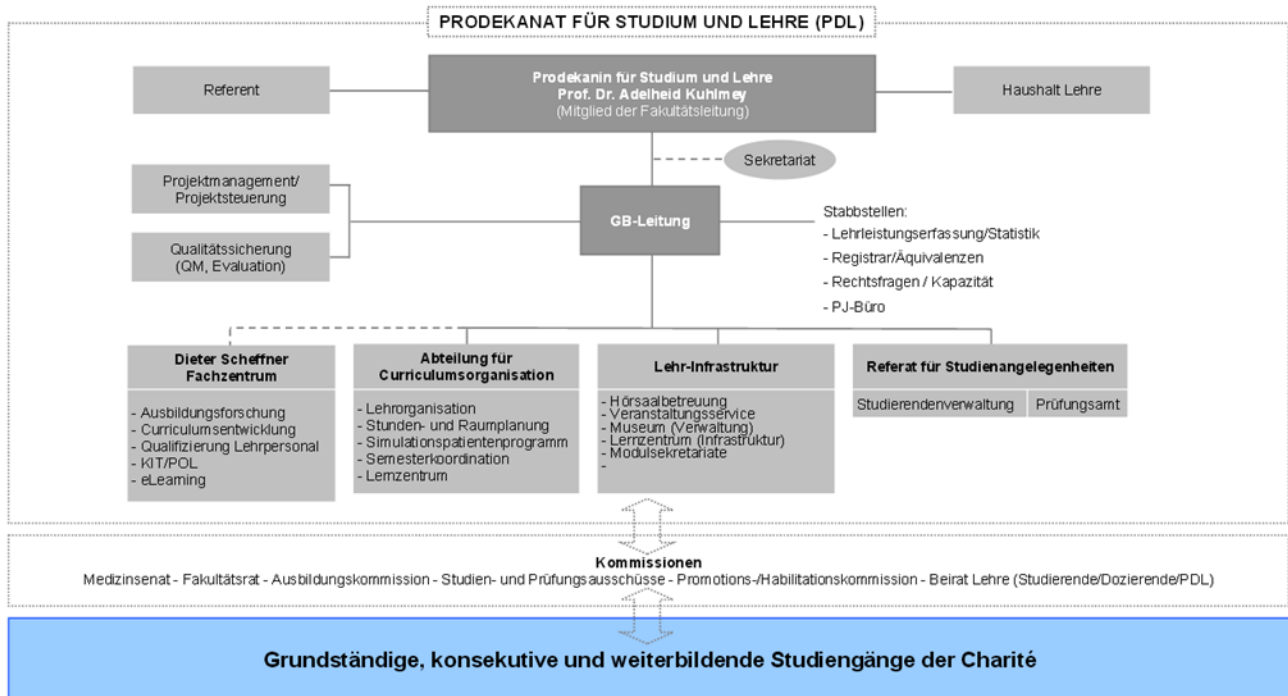 PRODEKANAT FÜR STUDIUM UND LEHRE (PDL)
Referent
Prodekanin für Studium und Lehre
Prof. Dr. Adelheid Kuhlmey
(Mitglied der Fakultätsleitung)
Haushalt Lehre
Sekretariat
Projektmanagement/
Projektsteuerung
Qualitätssicherung
(QM, Evaluation)
GB-Leitung
Stabbstellen:
- Lehrleistungserfassung/Statistik
- Registrar/Äquivalenzen
- Rechtsfragen / Kapazität
- PJ-Büro
Dieter Scheffner
Fachzentrum
- Ausbildungsforschung
- Curriculumsentwicklung
- Qualifizierung Lehrpersonal
- KIT/POL
- eLearning
Abteilung für
Curriculumsorganisation
- Lehrorganisation
- Stunden- und Raumplanung
- Simulationspatientenprogramm
- Semesterkoordination
- Lernzentrum
Lehr-Infrastruktur
- Hörsaalbetreuung
- Veranstaltungsservice
- Museum (Verwaltung)
- Lernzentrum (Infrastruktur)
- Modulsekretariate
-
Referat für Studienangelegenheiten
Studierendenverwaltung
Prüfungsamt
Kommissionen
Medizinsenat - Fakultätsrat - Ausbildungskommission - Studien- und Prüfungsausschüsse - Promotions-/Habilitationskommission - Beirat Lehre (Studierende/Dozierende/PDL)
Grundständige, konsekutive und weiterbildende Studiengänge der Charité